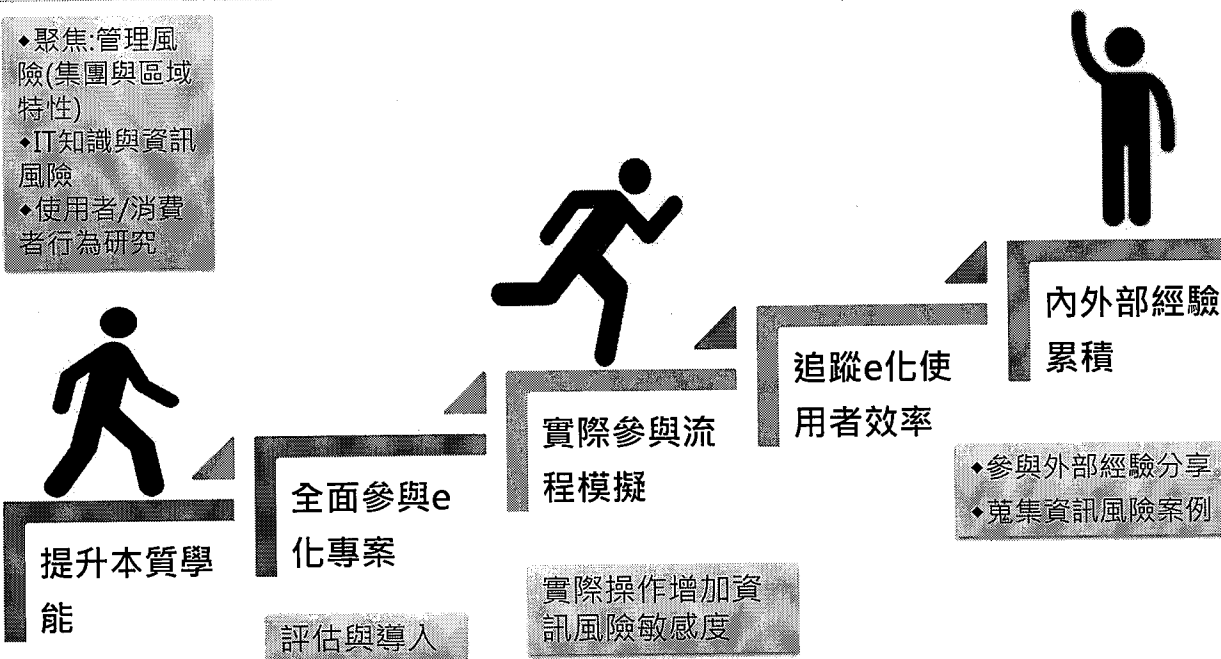 ◆聚焦:管理風
險(集團與區域
特性)
◆IT知識與資訊
風險
◆使用者/消費
者行為研究
提升本質學
能
全面參與e
化專案
評估與導入
實際參與流
程模擬
實際操作增加資
訊風險敏感度
追蹤e化使
用者效率
內外部經驗
累積
◆參與外部經驗分享
◆蒐集資訊風險案例